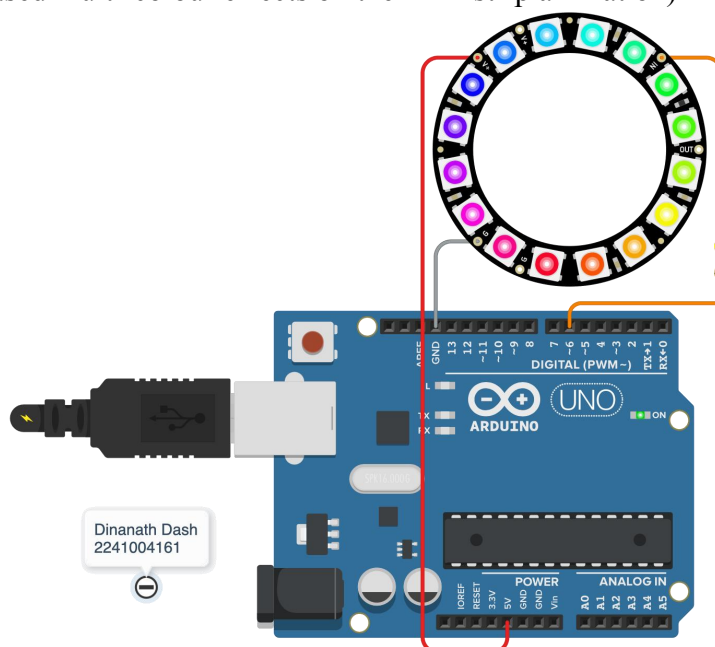 V+
V+
IN
OUT
G
G
AREF
GND
13
12
~11
~10
~9
8
7
~6
~5
4
~3
2
TX→1
RX←0
DIGITAL (PWM~)
L
TX
RX
ARDUINO
UNO
ON
Dinanath Dash
2241004161
POWER
ANALOG IN
IOREF
RESET
3.3V
5V
GND
GND
Vin
A0
A1
A2
A3
A4
A5